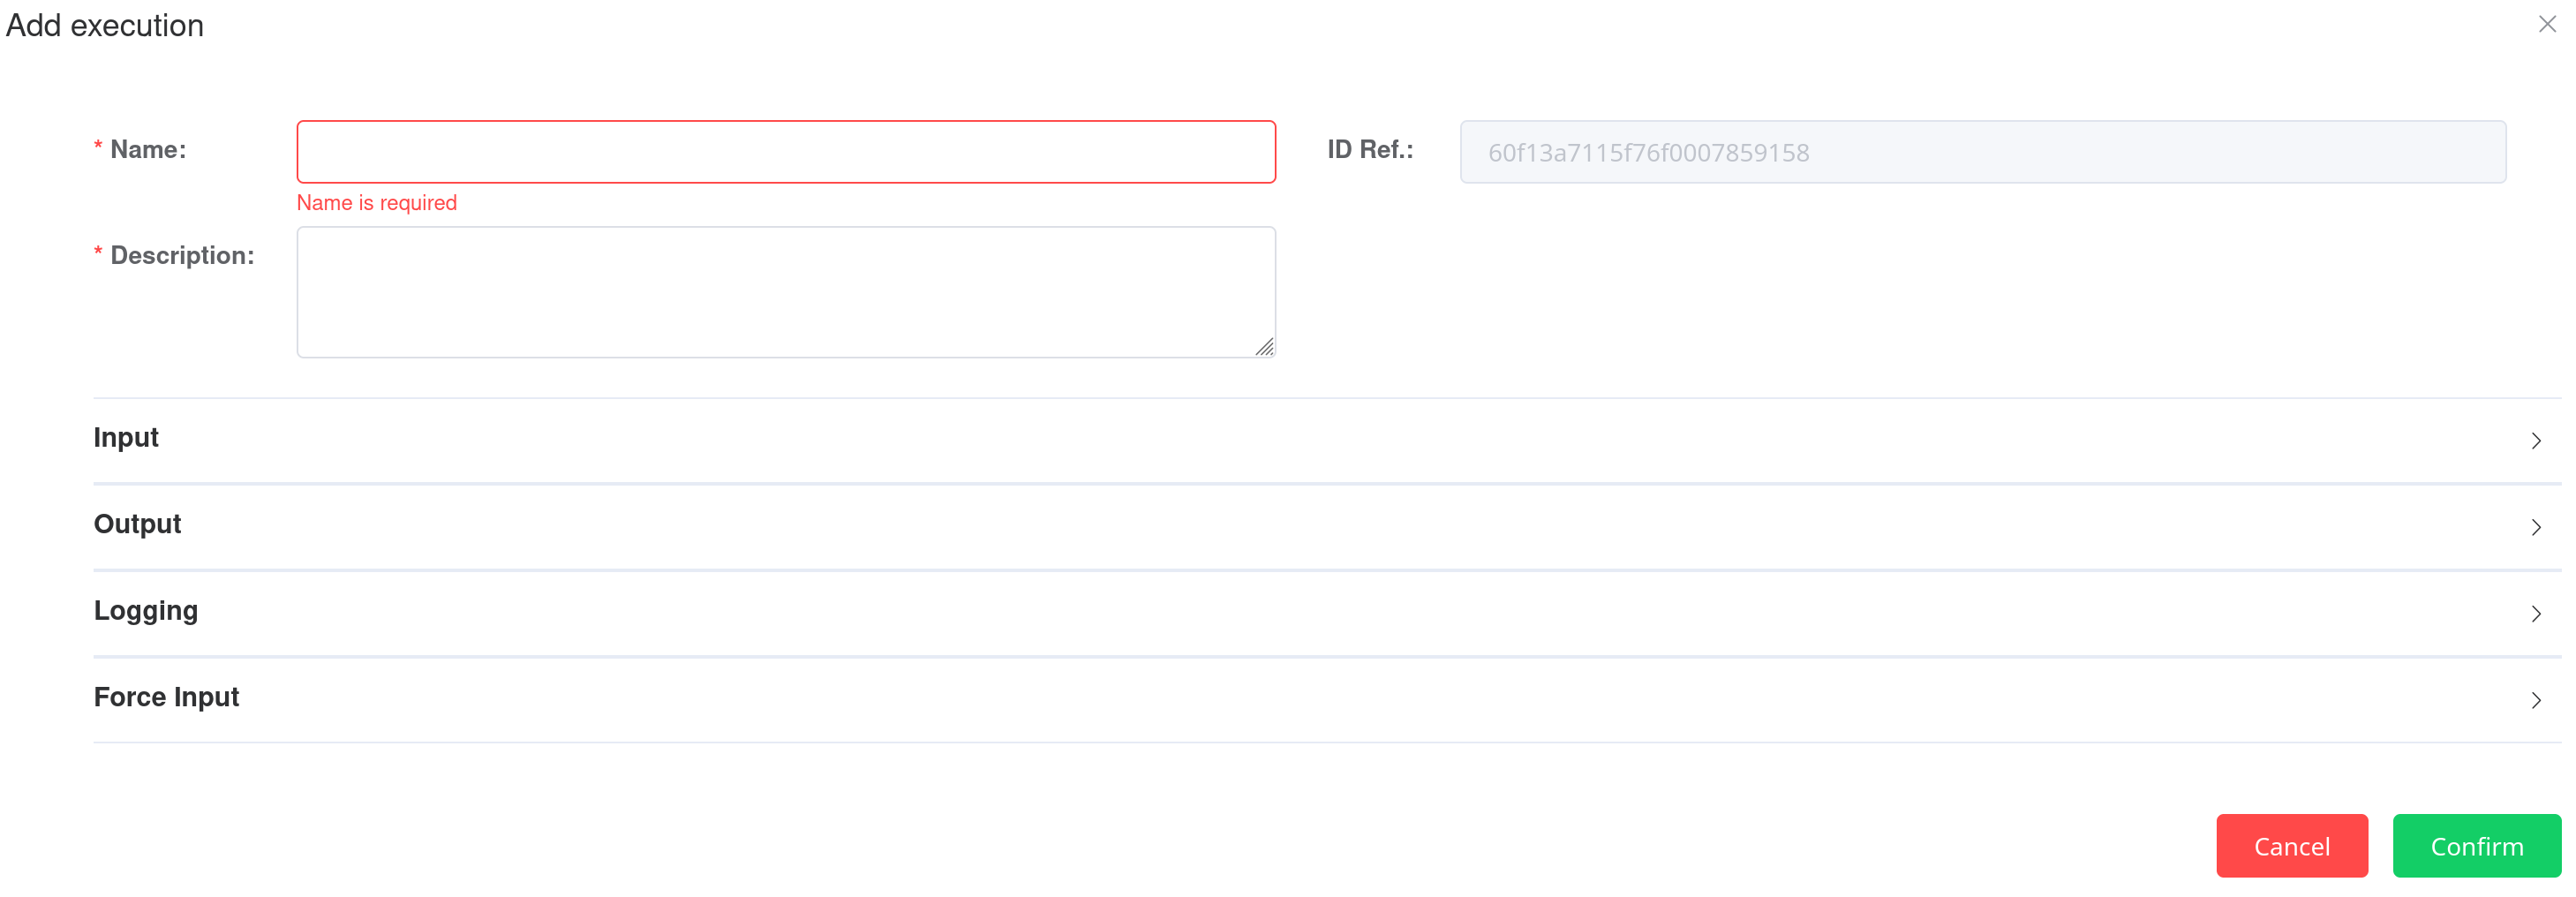 Add execution
* Name:
ID Ref.: 60f13a7115f76f0007859158
Name is required
* Description:
Input
Output
Logging
Force Input
Cancel Confirm